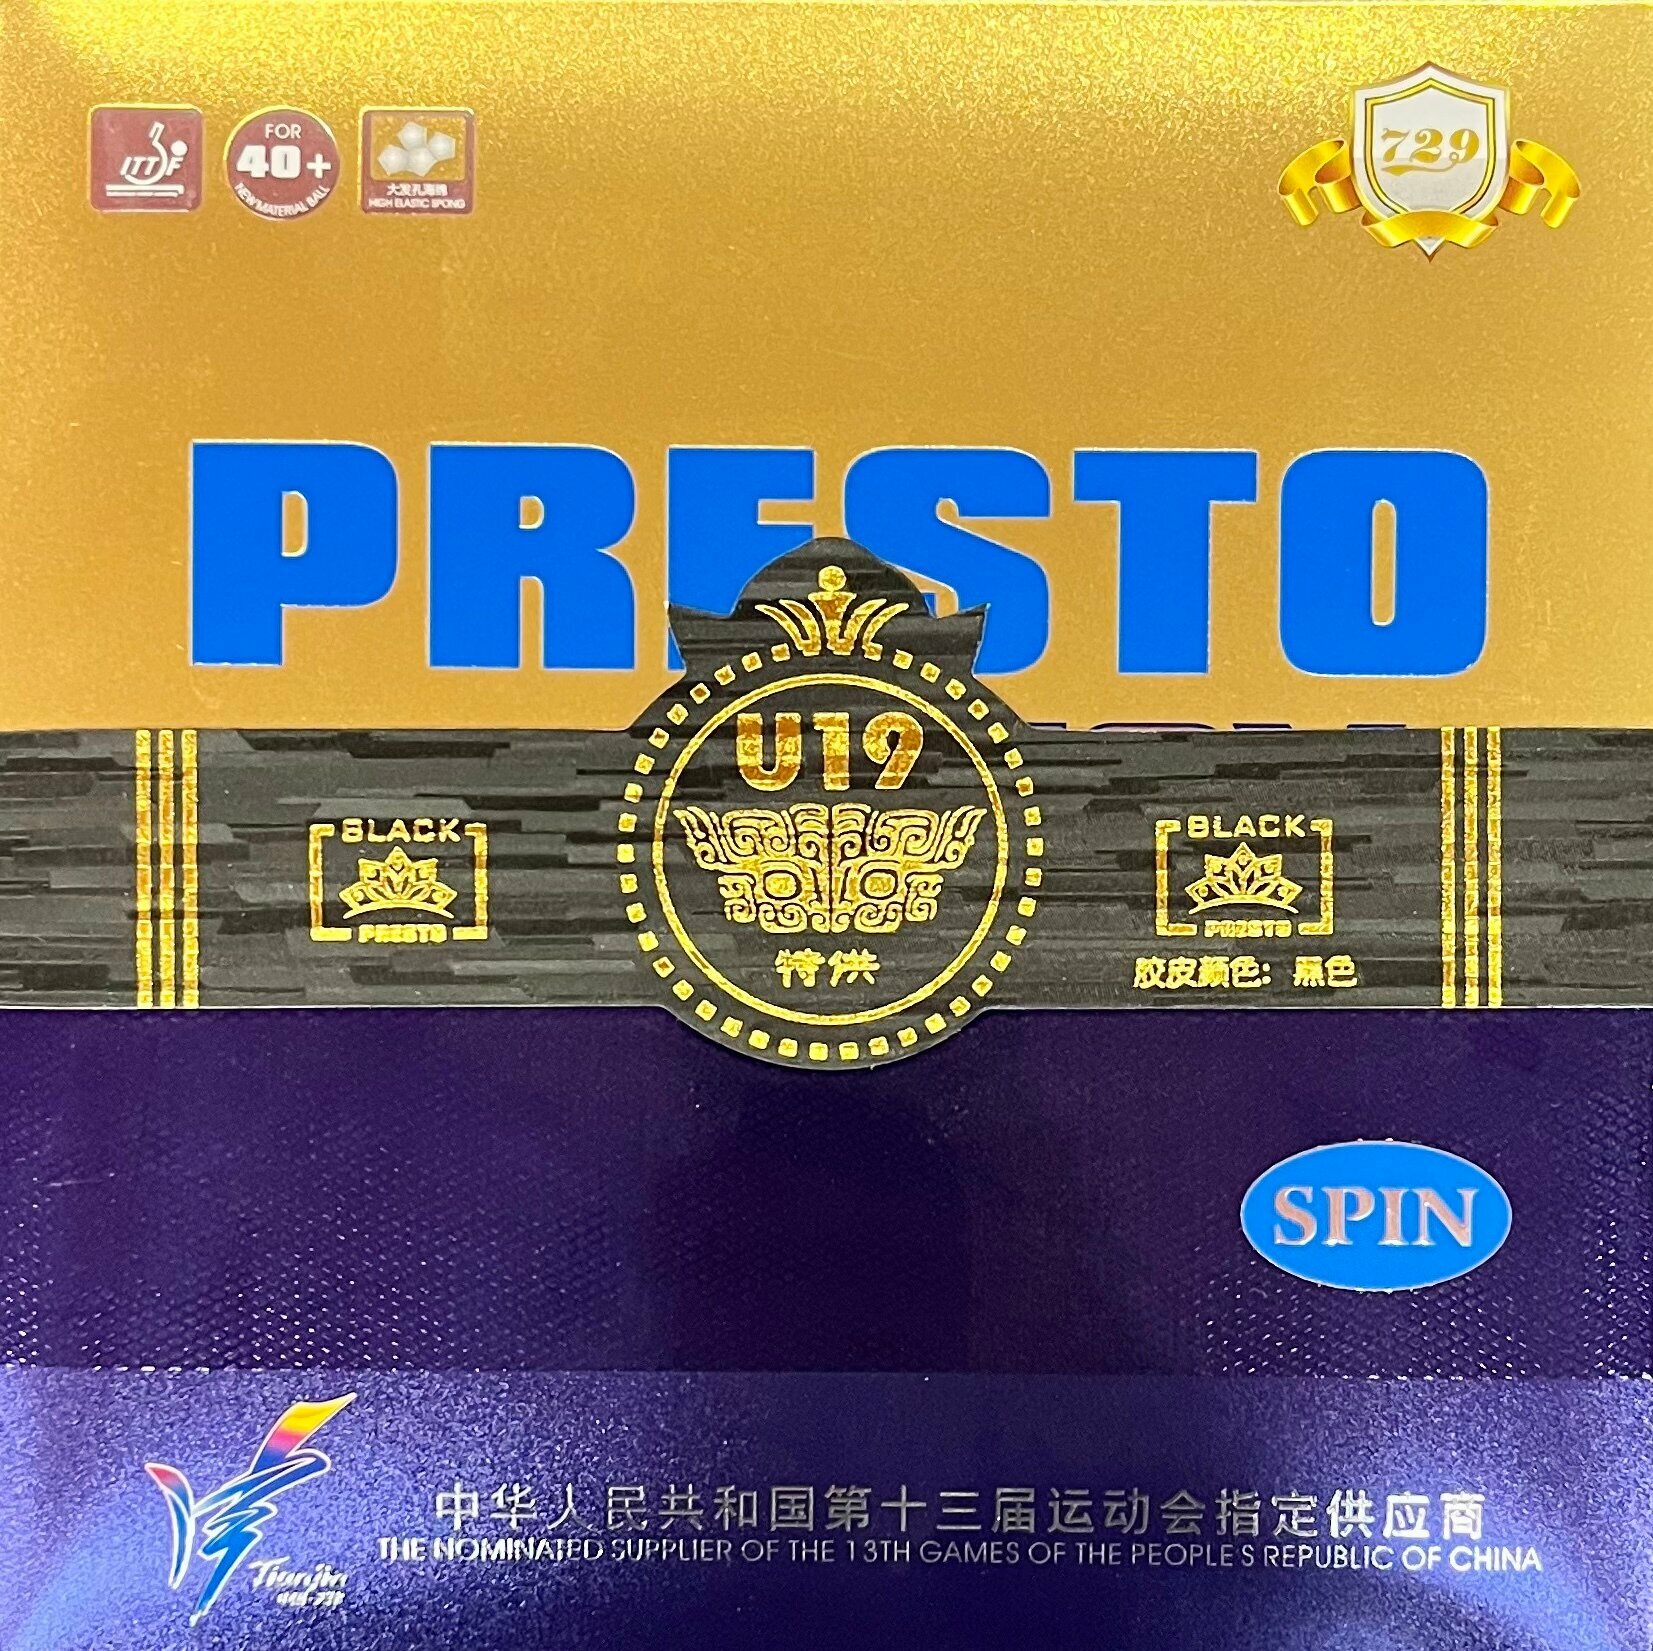 ITTF
FOR
40+
NEW MATERIAL BALL
大发孔海绵
HIGH ELASTIC SPONG
729
PRESTO
U19
特供
BLACK
PRESTO
BLACK
PRESTO
胶皮颜色：黑色
SPIN
中华人民共和国第十三届运动会指定供应商
THE NOMINATED SUPPLIER OF THE 13TH GAMES OF THE PEOPLE'S REPUBLIC OF CHINA
Tianjin